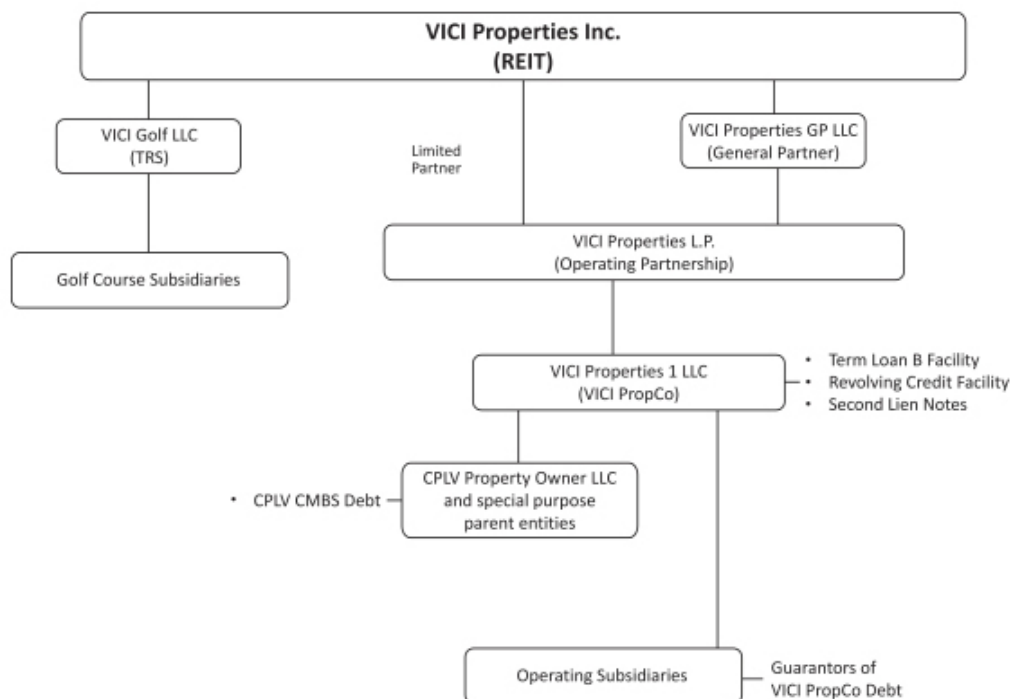 VICI Properties Inc.
(REIT)
VICI Golf LLC
(TRS)
Limited
Partner
VICI Properties GP LLC
(General Partner)
VICI Properties L.P.
(Operating Partnership)
Golf Course Subsidiaries
VICI Properties 1 LLC
(VICI PropCo)
• Term Loan B Facility
• Revolving Credit Facility
• Second Lien Notes
• CPLV CMBS Debt
CPLV Property Owner LLC
and special purpose
parent entities
Operating Subsidiaries
Guarantors of
VICI PropCo Debt